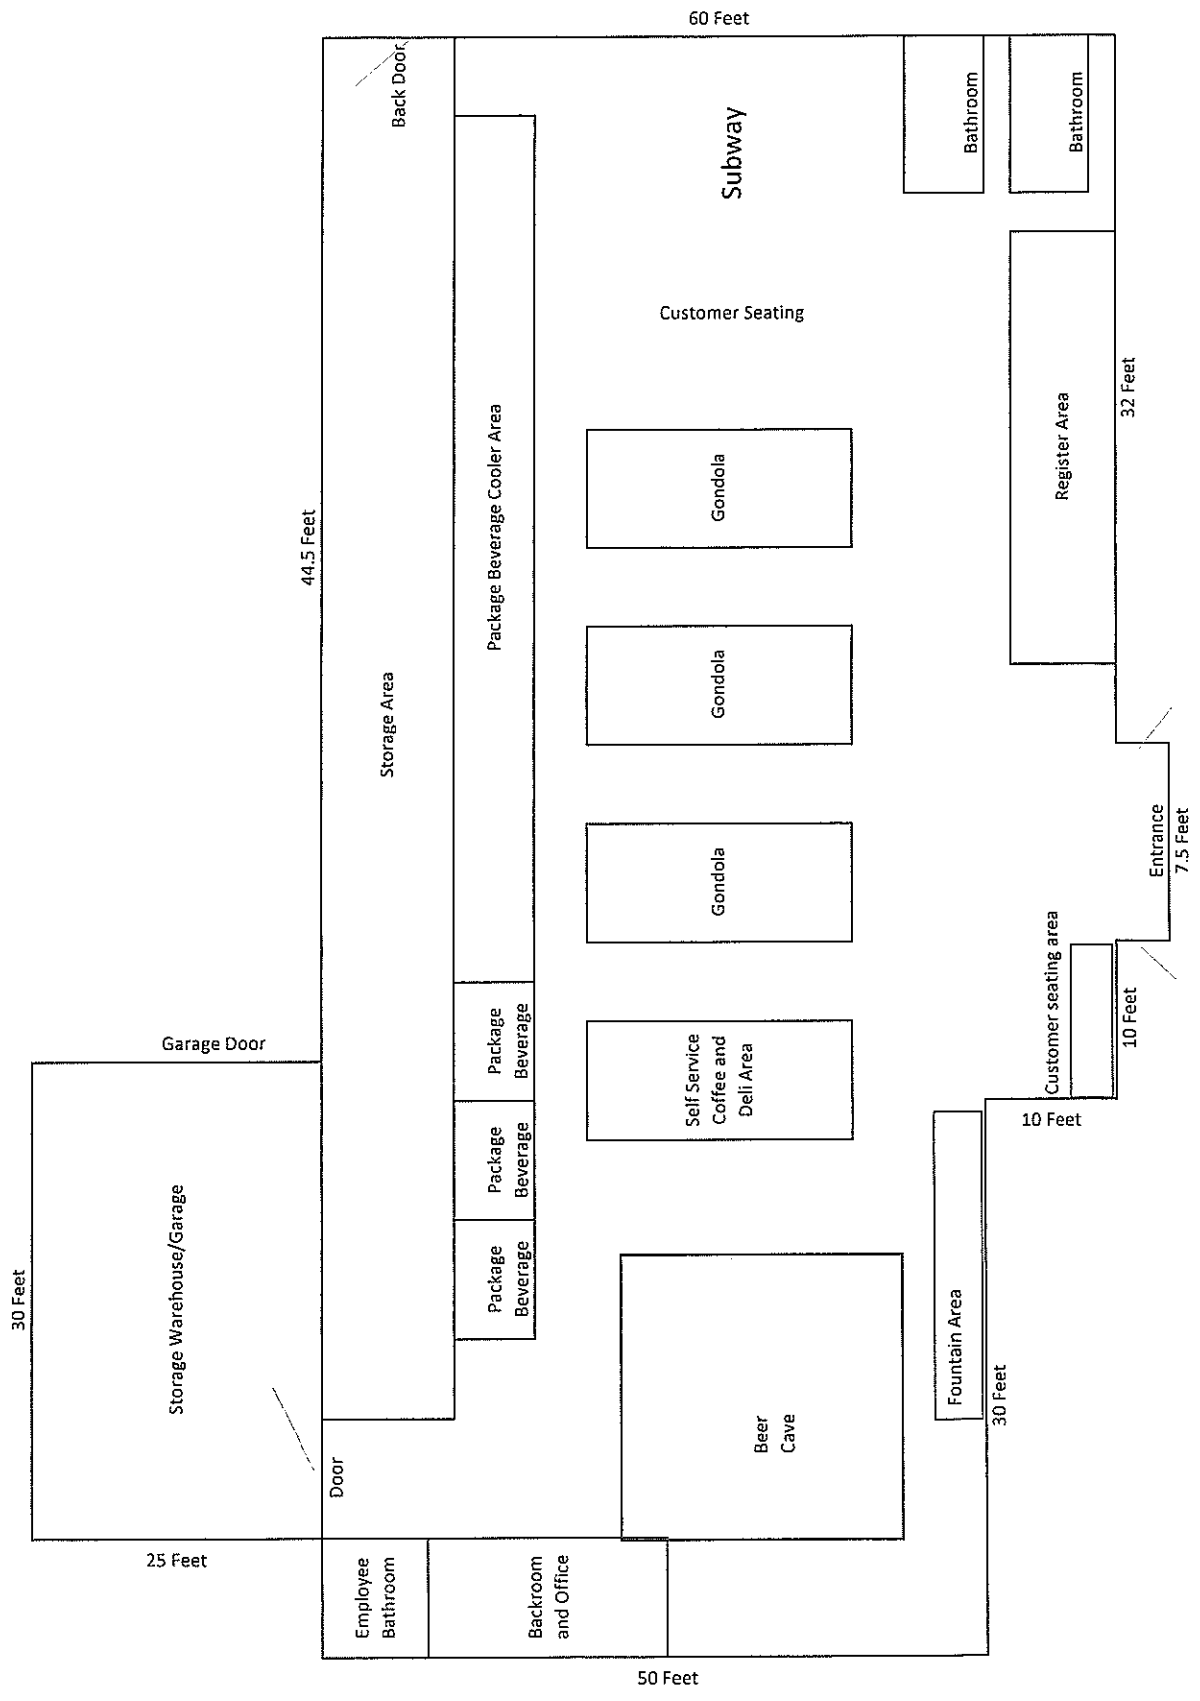 60 Feet
Back Door
Bathroom
Bathroom
Subway
Customer Seating
44.5 Feet
Package Beverage Cooler Area
Storage Area
Gondola
Gondola
Gondola
Register Area
32 Feet
Entrance
7.5 Feet
Customer seating area
10 Feet
10 Feet
Garage Door
Storage Warehouse/Garage
30 Feet
25 Feet
Package
Beverage
Package
Beverage
Package
Beverage
Self Service
Coffee and
Deli Area
Beer
Cave
Fountain Area
30 Feet
Door
Employee
Bathroom
Backroom
and Office
50 Feet